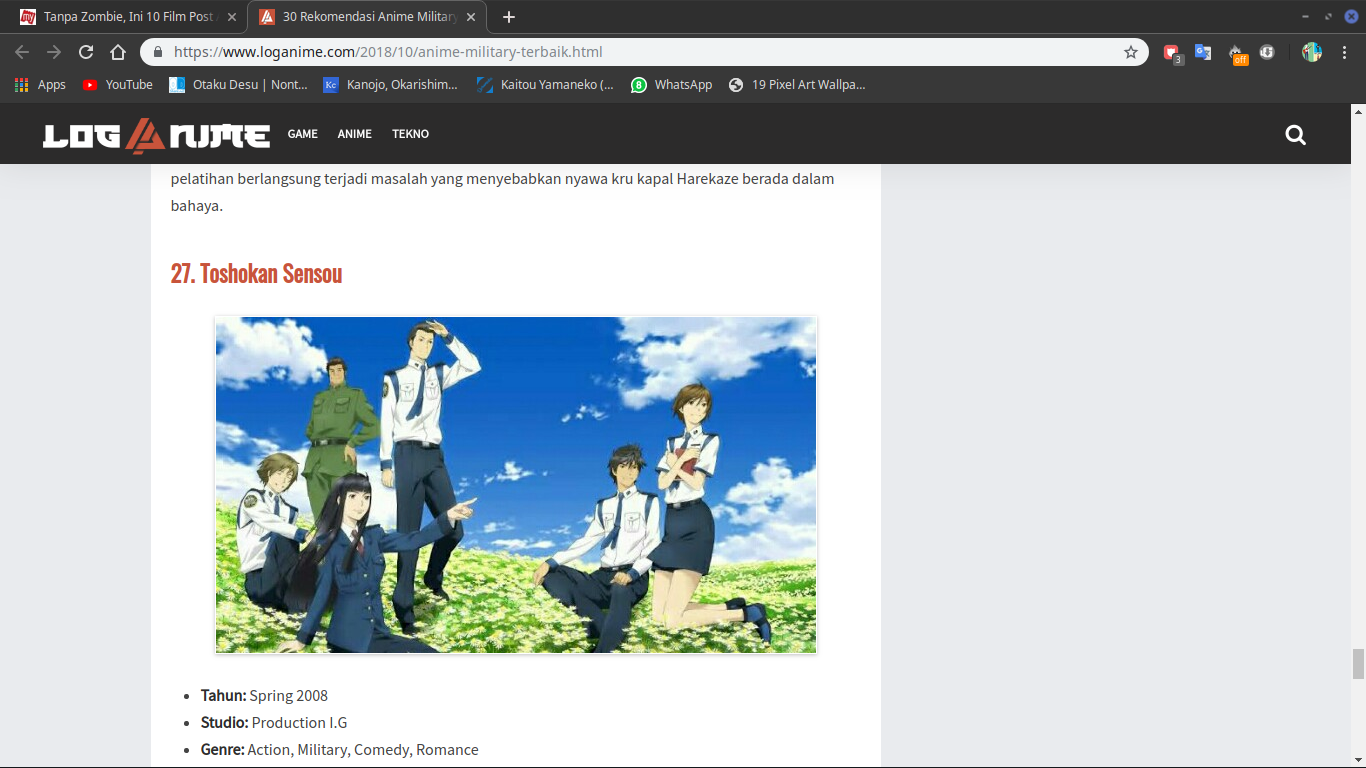 Tanpa Zombie, Ini 10 Film Post
30 Rekomendasi Anime Military
https://www.loganime.com/2018/10/anime-military-terbaik.html
3
off
Apps
YouTube
Otaku Desu | Nont...
Kc
Kanojo, Okarishim...
Kaitou Yamaneko (...
8
WhatsApp
19 Pixel Art Wallpa...
LOG ANIME
GAME
ANIME
TEKNO
pelatihan berlangsung terjadi masalah yang menyebabkan nyawa kru kapal Harekaze berada dalam
bahaya.
27. Toshokan Sensou
Tahun: Spring 2008
Studio: Production I.G
Genre: Action, Military, Comedy, Romance